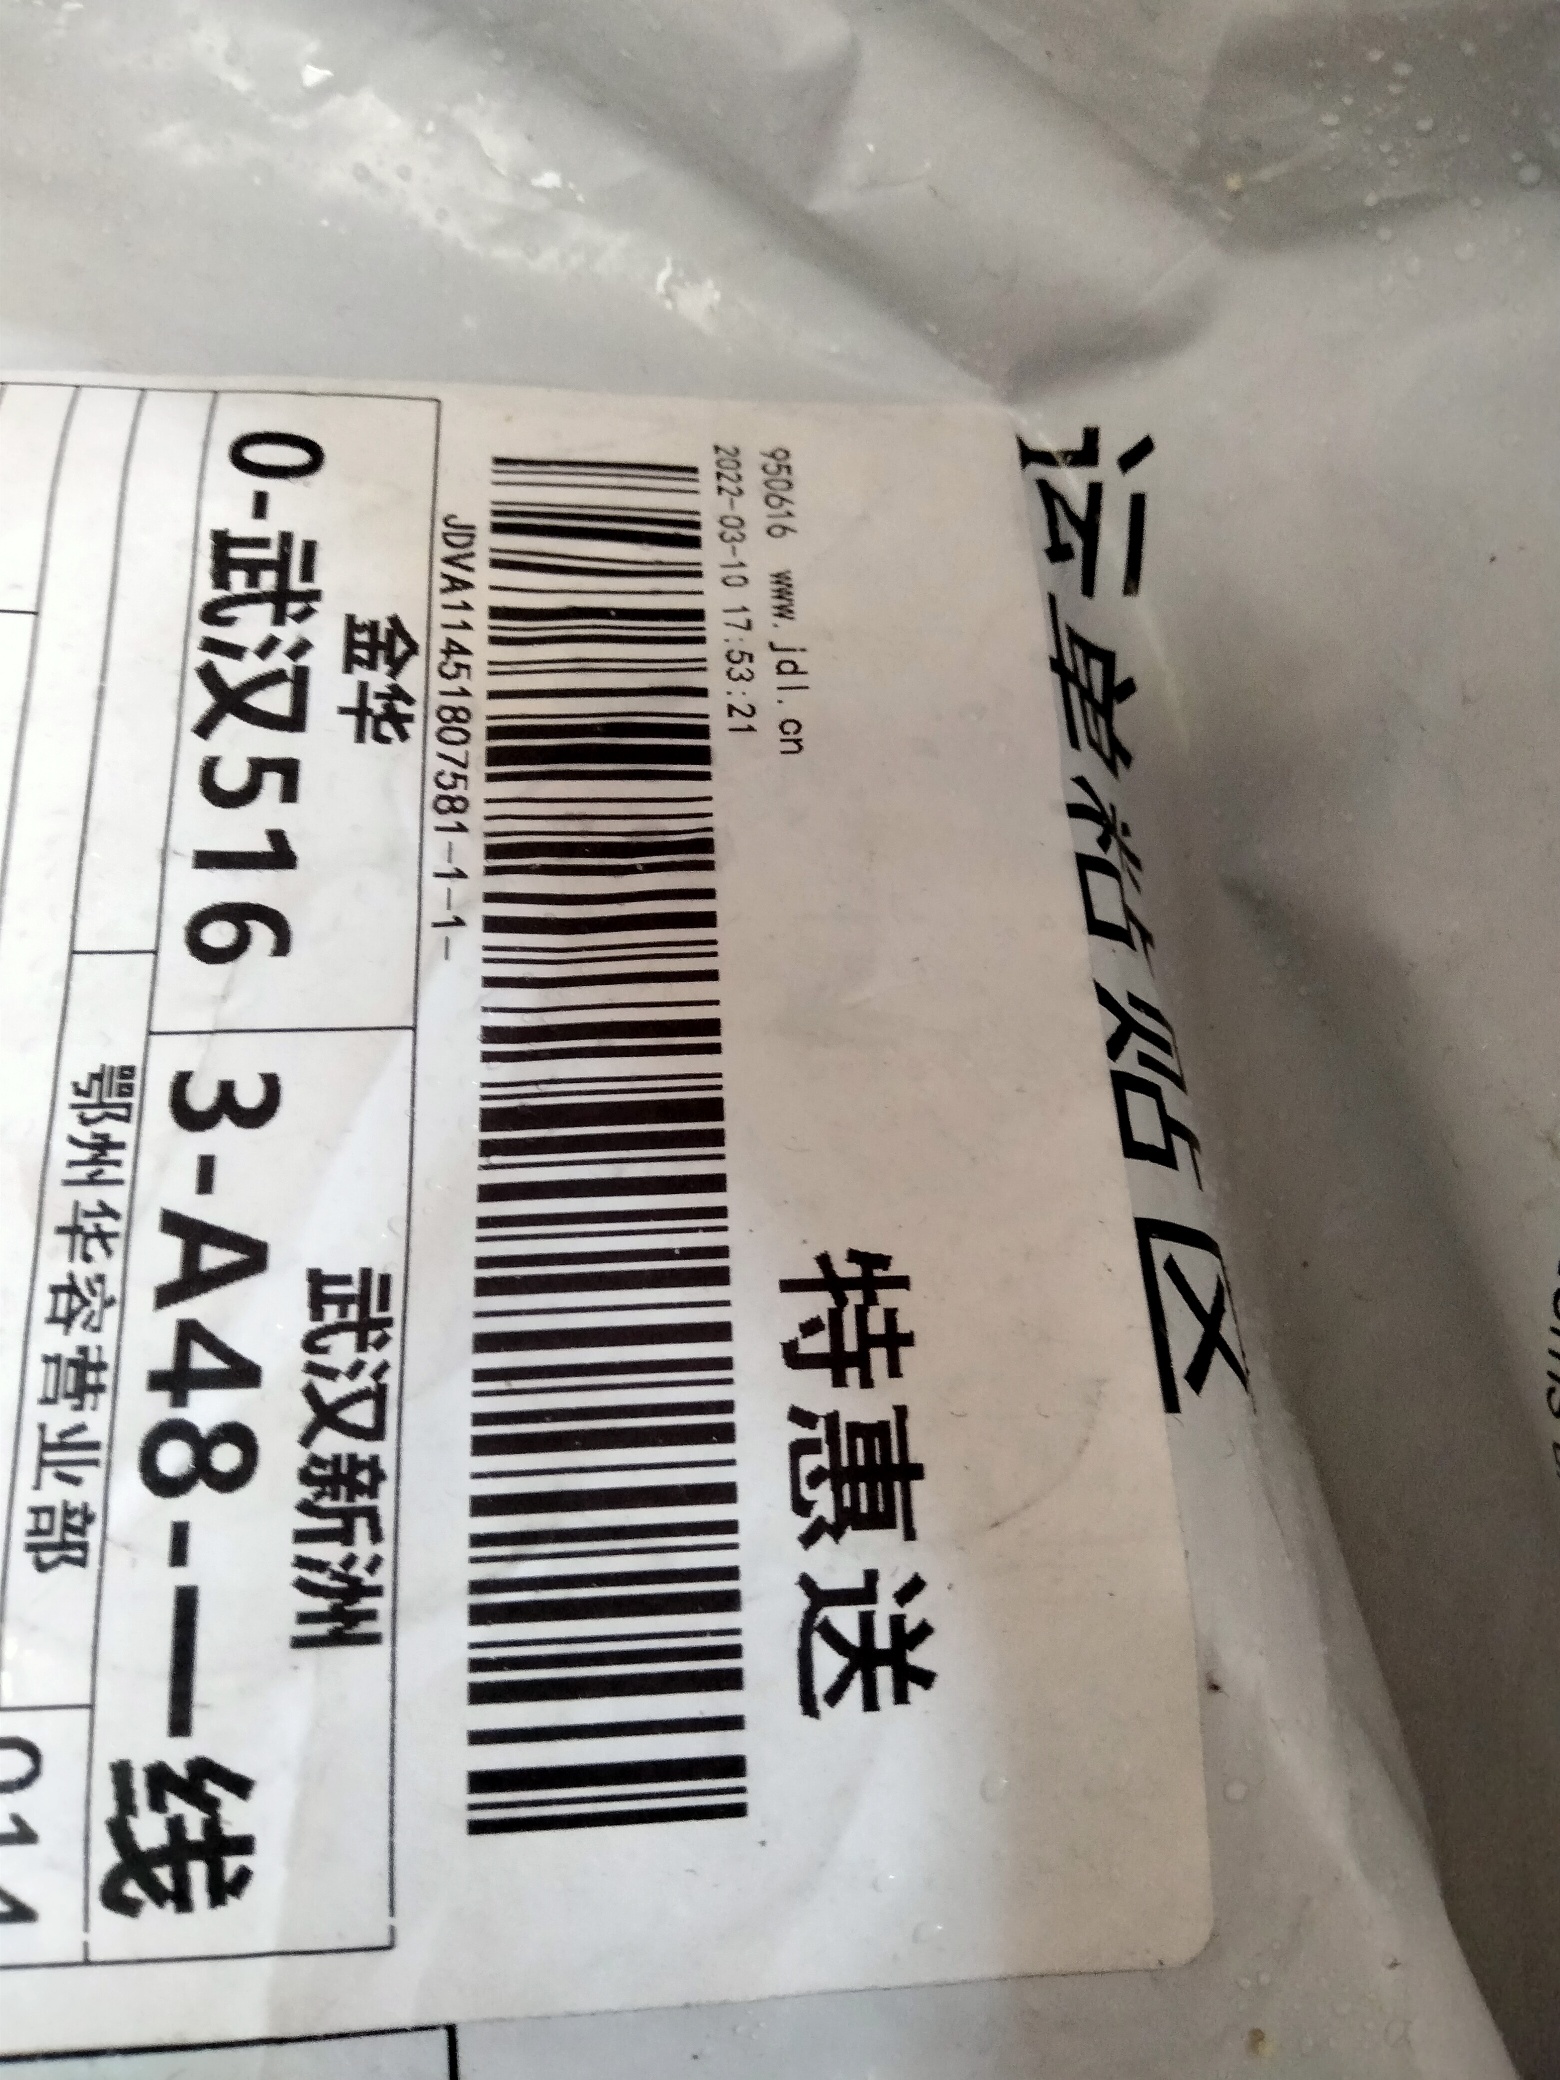 运单粘贴区
950616 www.jdl.cn
2022-03-10 17:53:21
特惠送
JDVA11451807581-1-1-
金华
武汉新洲
0-武汉516
3-A48-一线
鄂州华容营业部